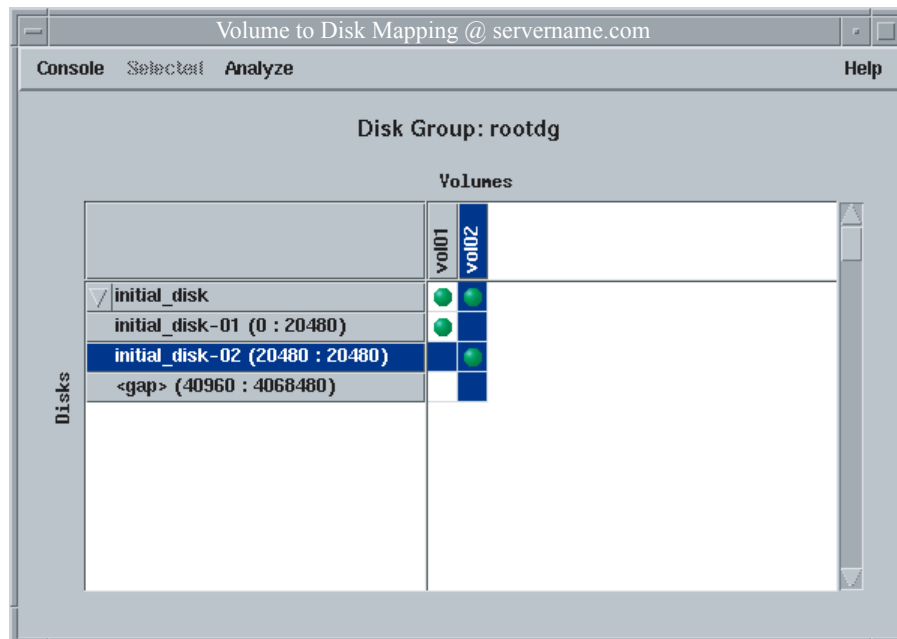 Volume to Disk Mapping @ servername.com
Console Selected Analyze Help
Disk Group: rootdg
Volumes
vol01 vol02
initial_disk
initial_disk-01 (0 : 20480)
initial_disk-02 (20480 : 20480)
<gap> (40960 : 4068480)
Disks